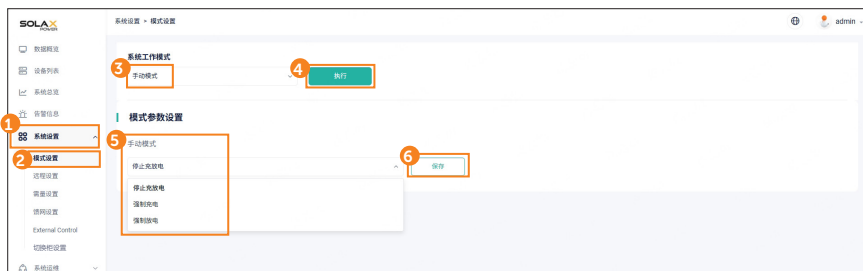 SOLAX
POWER
系统设置 > 模式设置
admin
数据概览
设备列表
系统总览
告警信息
1
系统设置
2
模式设置
远程设置
需量设置
馈网设置
External Control
切换柜设置
系统运维
系统工作模式
3
手动模式
4
执行
模式参数设置
5
手动模式
停止充放电
6
保存
停止充放电
强制充电
强制放电